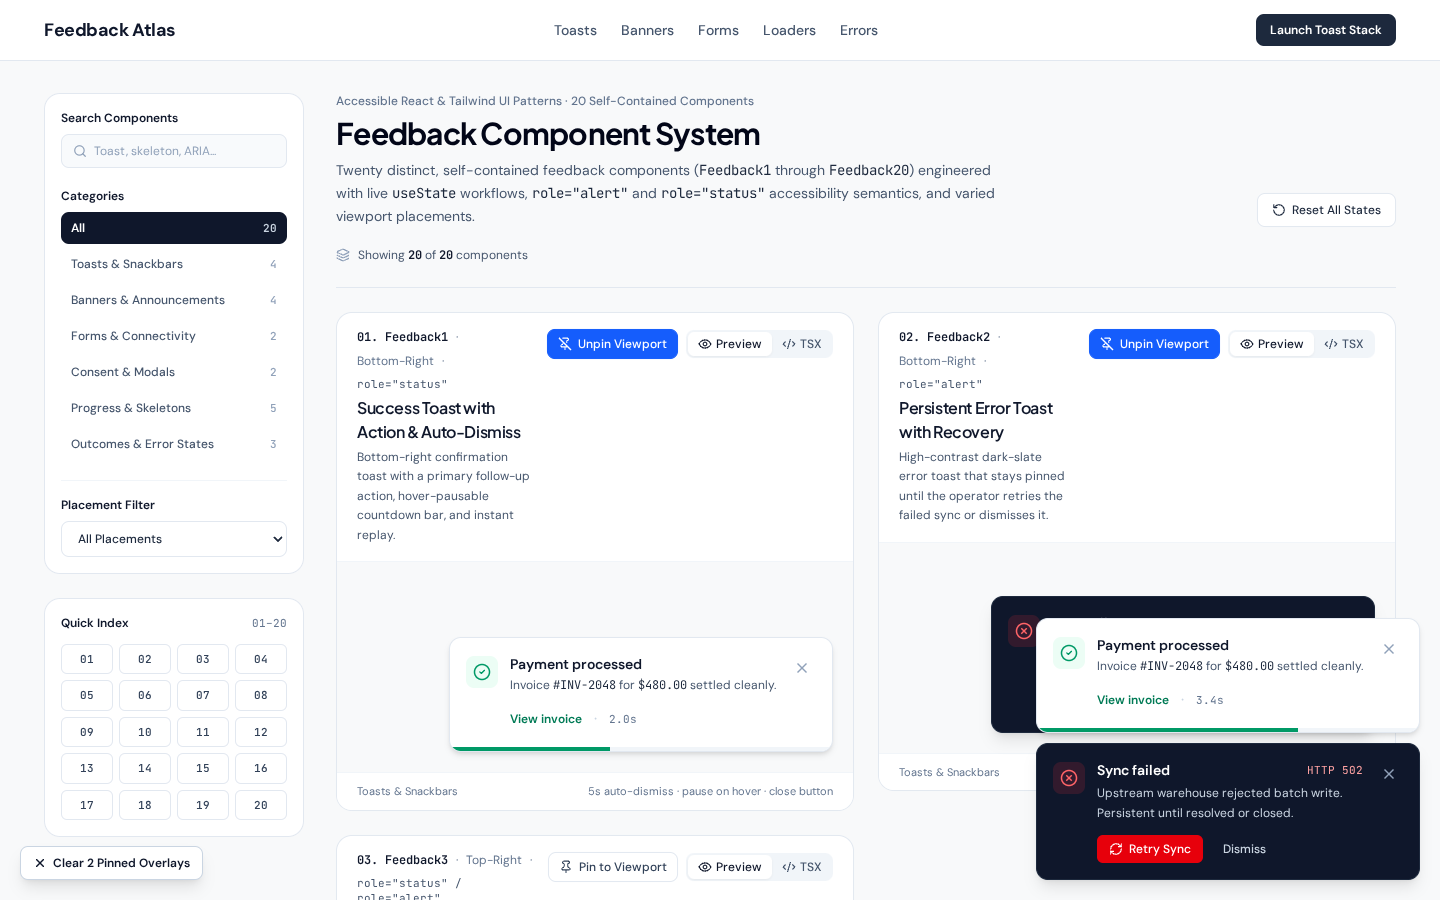 Feedback Atlas
Toasts
Banners
Forms
Loaders
Errors
Launch Toast Stack
Search Components
Toast, skeleton, ARIA...
Categories
All 20
Toasts & Snackbars 4
Banners & Announcements 4
Forms & Connectivity 2
Consent & Modals 2
Progress & Skeletons 5
Outcomes & Error States 3
Placement Filter
All Placements
Quick Index 01-20
01 02 03 04
05 06 07 08
09 10 11 12
13 14 15 16
17 18 19 20
Clear 2 Pinned Overlays
Accessible React & Tailwind UI Patterns · 20 Self-Contained Components
Feedback Component System
Twenty distinct, self-contained feedback components (Feedback1 through Feedback20) engineered
with live useState workflows, role="alert" and role="status" accessibility semantics, and varied
viewport placements.
Showing 20 of 20 components
Reset All States
01. Feedback1 ·
Bottom-Right ·
role="status"
Unpin Viewport
Preview
TSX
Success Toast with
Action & Auto-Dismiss
Bottom-right confirmation
toast with a primary follow-up
action, hover-pausable
countdown bar, and instant
replay.
Payment processed
Invoice #INV-2048 for $480.00 settled cleanly.
View invoice · 2.0s
Toasts & Snackbars
5s auto-dismiss · pause on hover · close button
02. Feedback2 ·
Bottom-Right ·
role="alert"
Unpin Viewport
Preview
TSX
Persistent Error Toast
with Recovery
High-contrast dark-slate
error toast that stays pinned
until the operator retries the
failed sync or dismisses it.
Toasts & Snackbars
Payment processed
Invoice #INV-2048 for $480.00 settled cleanly.
View invoice · 3.4s
Sync failed
HTTP 502
Upstream warehouse rejected batch write.
Persistent until resolved or closed.
Retry Sync
Dismiss
03. Feedback3 · Top-Right ·
role="status" /
role="alert"
Pin to Viewport
Preview
TSX